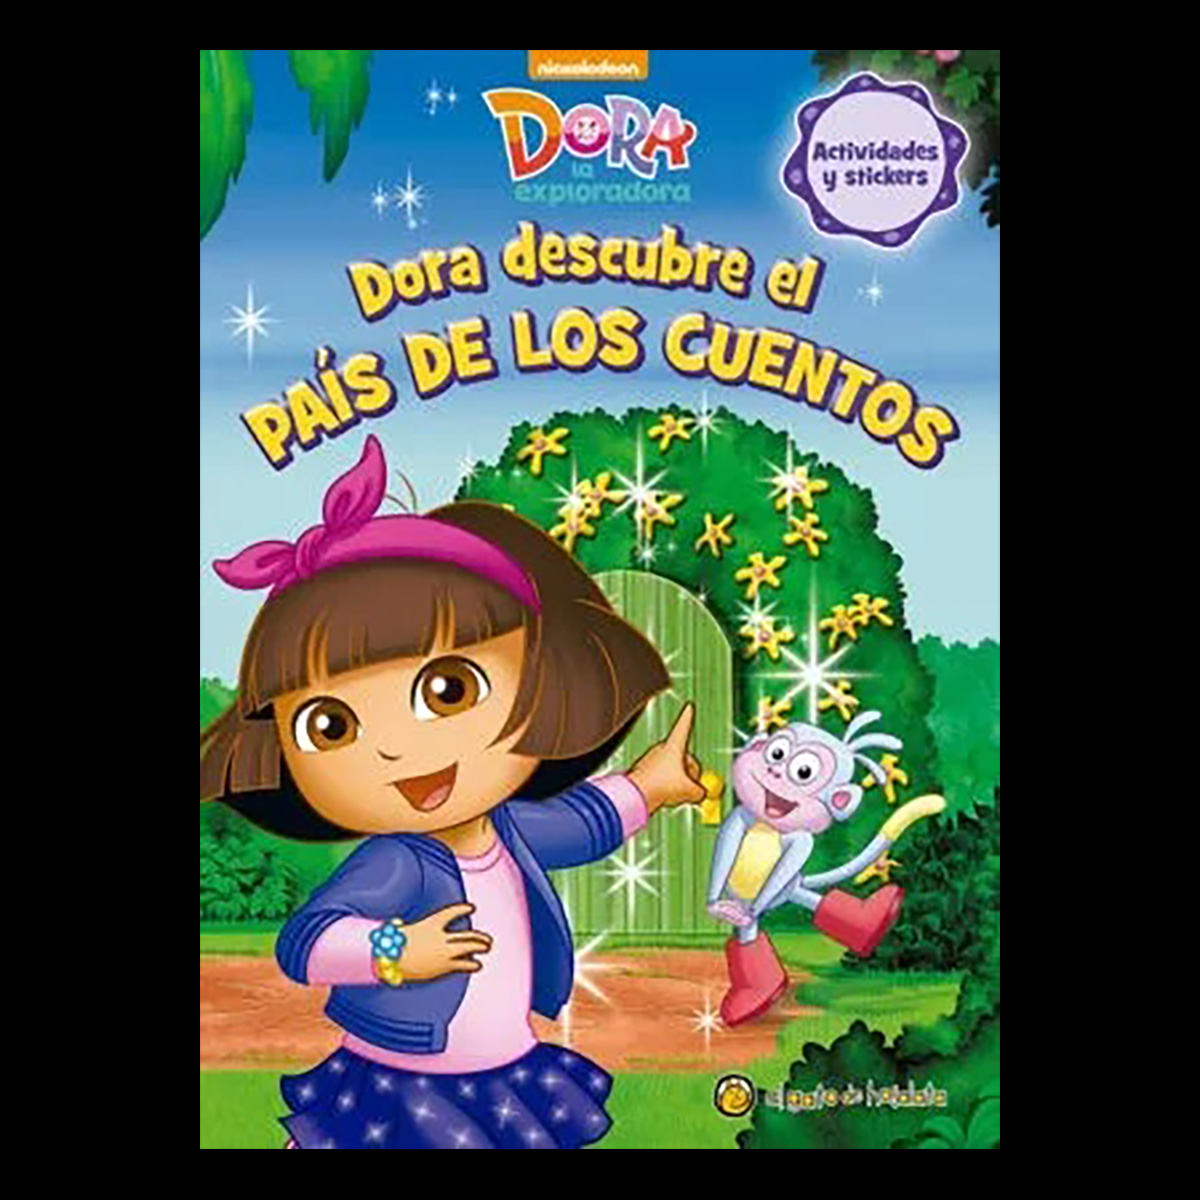 nickelodeon
DORA
la
exploradora
Actividades
y stickers
Dora descubre el
PAÍS DE LOS CUENTOS
el gato de hojalata